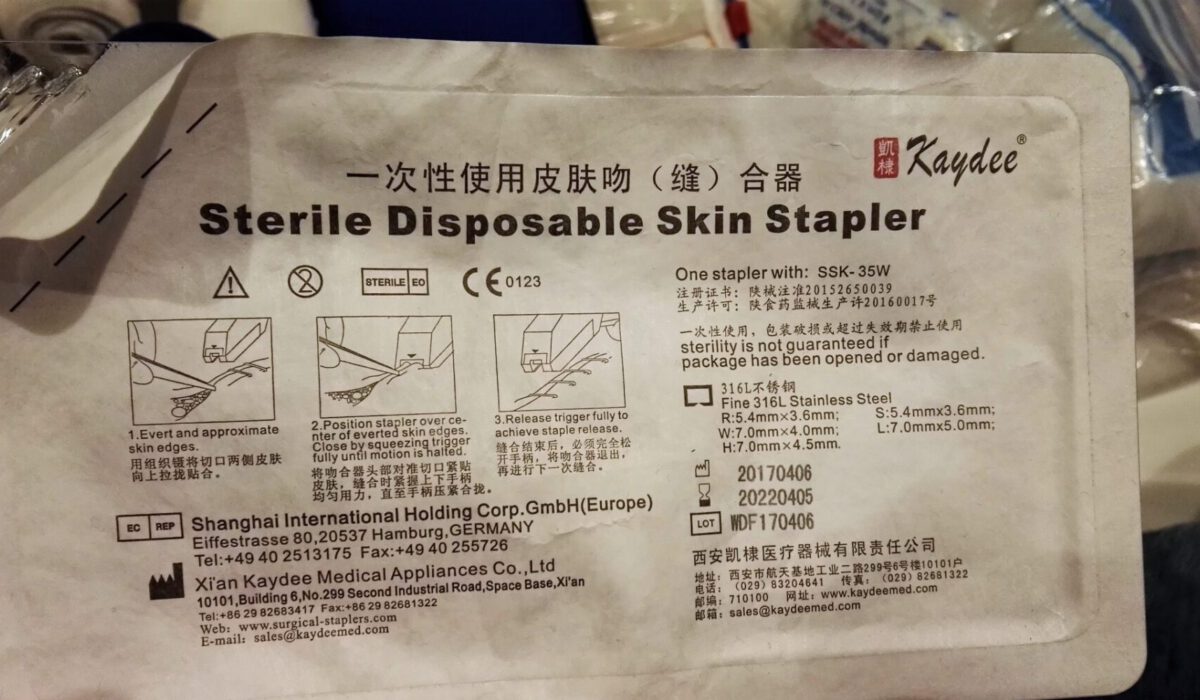 凯棣 Kaydee®
一次性使用皮肤吻（缝）合器
Sterile Disposable Skin Stapler
2
STERILE EO
CE 0123
1.Evert and approximate
skin edges.
用组织镊将切口两侧皮肤
向上拢拢贴合。
2.Position stapler over ce-
nter of everted skin edges.
Close by squeezing trigger
fully until motion is halted.
将吻合器头部对准切口紧贴
皮肤，缝合时紧握上下手柄
均匀用力，直至手柄压紧合拢。
3.Release trigger fully to
achieve staple release.
缝合结束后，必须完全松
开手柄，将吻合器退出，
再进行下一次缝合。
EC REP
Shanghai International Holding Corp.GmbH(Europe)
Eiffestrasse 80,20537 Hamburg,GERMANY
Tel:+49 40 2513175 Fax:+49 40 255726
Xi'an Kaydee Medical Appliances Co.,Ltd
10101,Building 6,No.299 Second Industrial Road,Space Base,Xi'an
Tel:+86 29 82683417 Fax:+86 29 82681322
Web: www.surgical-staplers.com
E-mail: sales@kaydeemed.com
One stapler with: SSK-35W
注册证书：陕械注准20152650039
生产许可：陕食药监械生产许20160017号
一次性使用，包装破损或超过失效期禁止使用
sterility is not guaranteed if
package has been opened or damaged.
316L不锈钢
Fine 316L Stainless Steel
R:5.4mm×3.6mm; S:5.4mmx3.6mm;
W:7.0mm×4.0mm; L:7.0mmx5.0mm;
H:7.0mm×4.5mm.
20170406
20220405
LOT WDF170406
西安凯棣医疗器械有限责任公司
地址：西安市航天基地工业二路299号6号楼10101户
电话：（029）83204641 传真：（029）82681322
邮编：710100 网址：www.kaydeemed.com
邮箱：sales@kaydeemed.com